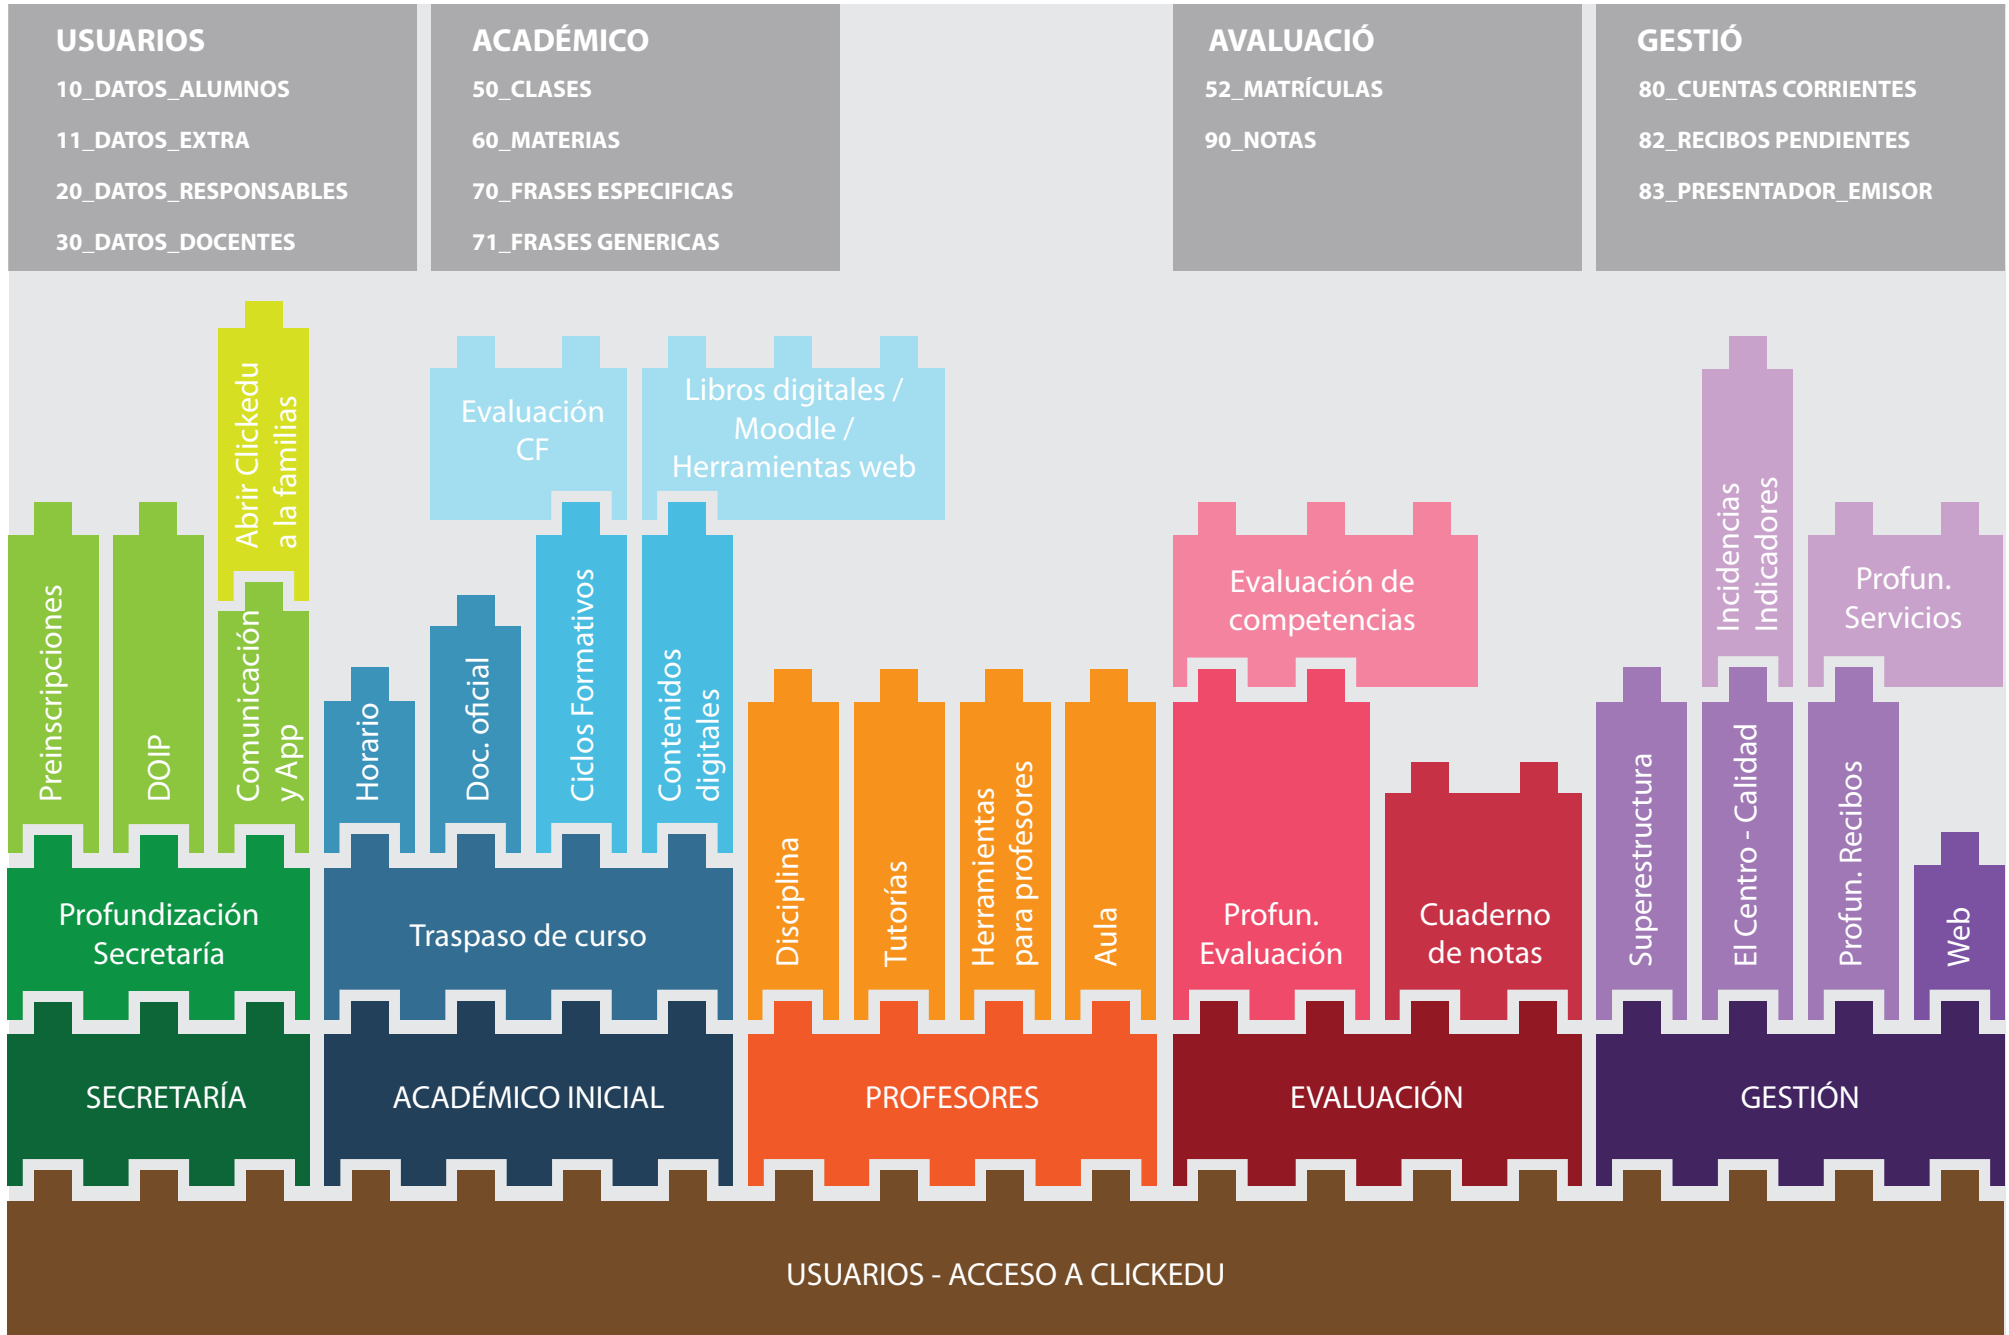 USUARIOS
10_DATOS_ALUMNOS
11_DATOS_EXTRA
20_DATOS_RESPONSABLES
30_DATOS_DOCENTES
ACADÉMICO
50_CLASES
60_MATERIAS
70_FRASES ESPECIFICAS
71_FRASES GENERICAS
AVALUACIÓ
52_MATRÍCULAS
90_NOTAS
GESTIÓ
80_CUENTAS CORRIENTES
82_RECIBOS PENDIENTES
83_PRESENTADOR_EMISOR
Preinscripciones
DOIP
Abrir Clickedu
a la familias
Comunicación
y App
Profundización
Secretaría
SECRETARÍA
Evaluación
CF
Libros digitales /
Moodle /
Herramientas web
Horario
Doc. oficial
Ciclos Formativos
Contenidos
digitales
Traspaso de curso
ACADÉMICO INICIAL
Disciplina
Tutorías
Herramientas
para profesores
Aula
PROFESORES
Evaluación de
competencias
Profun.
Evaluación
Cuaderno
de notas
EVALUACIÓN
Incidencias
Indicadores
Profun.
Servicios
Superestructura
El Centro - Calidad
Profun. Recibos
Web
GESTIÓN
USUARIOS - ACCESO A CLICKEDU